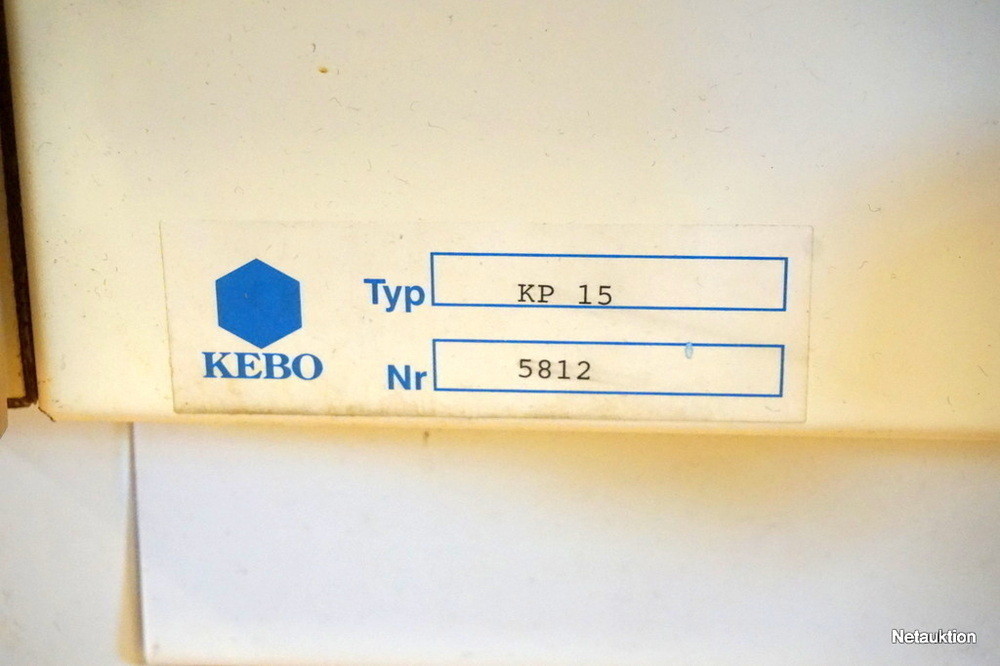 Typ KP 15
KEBO
Nr 5812
Netauktion